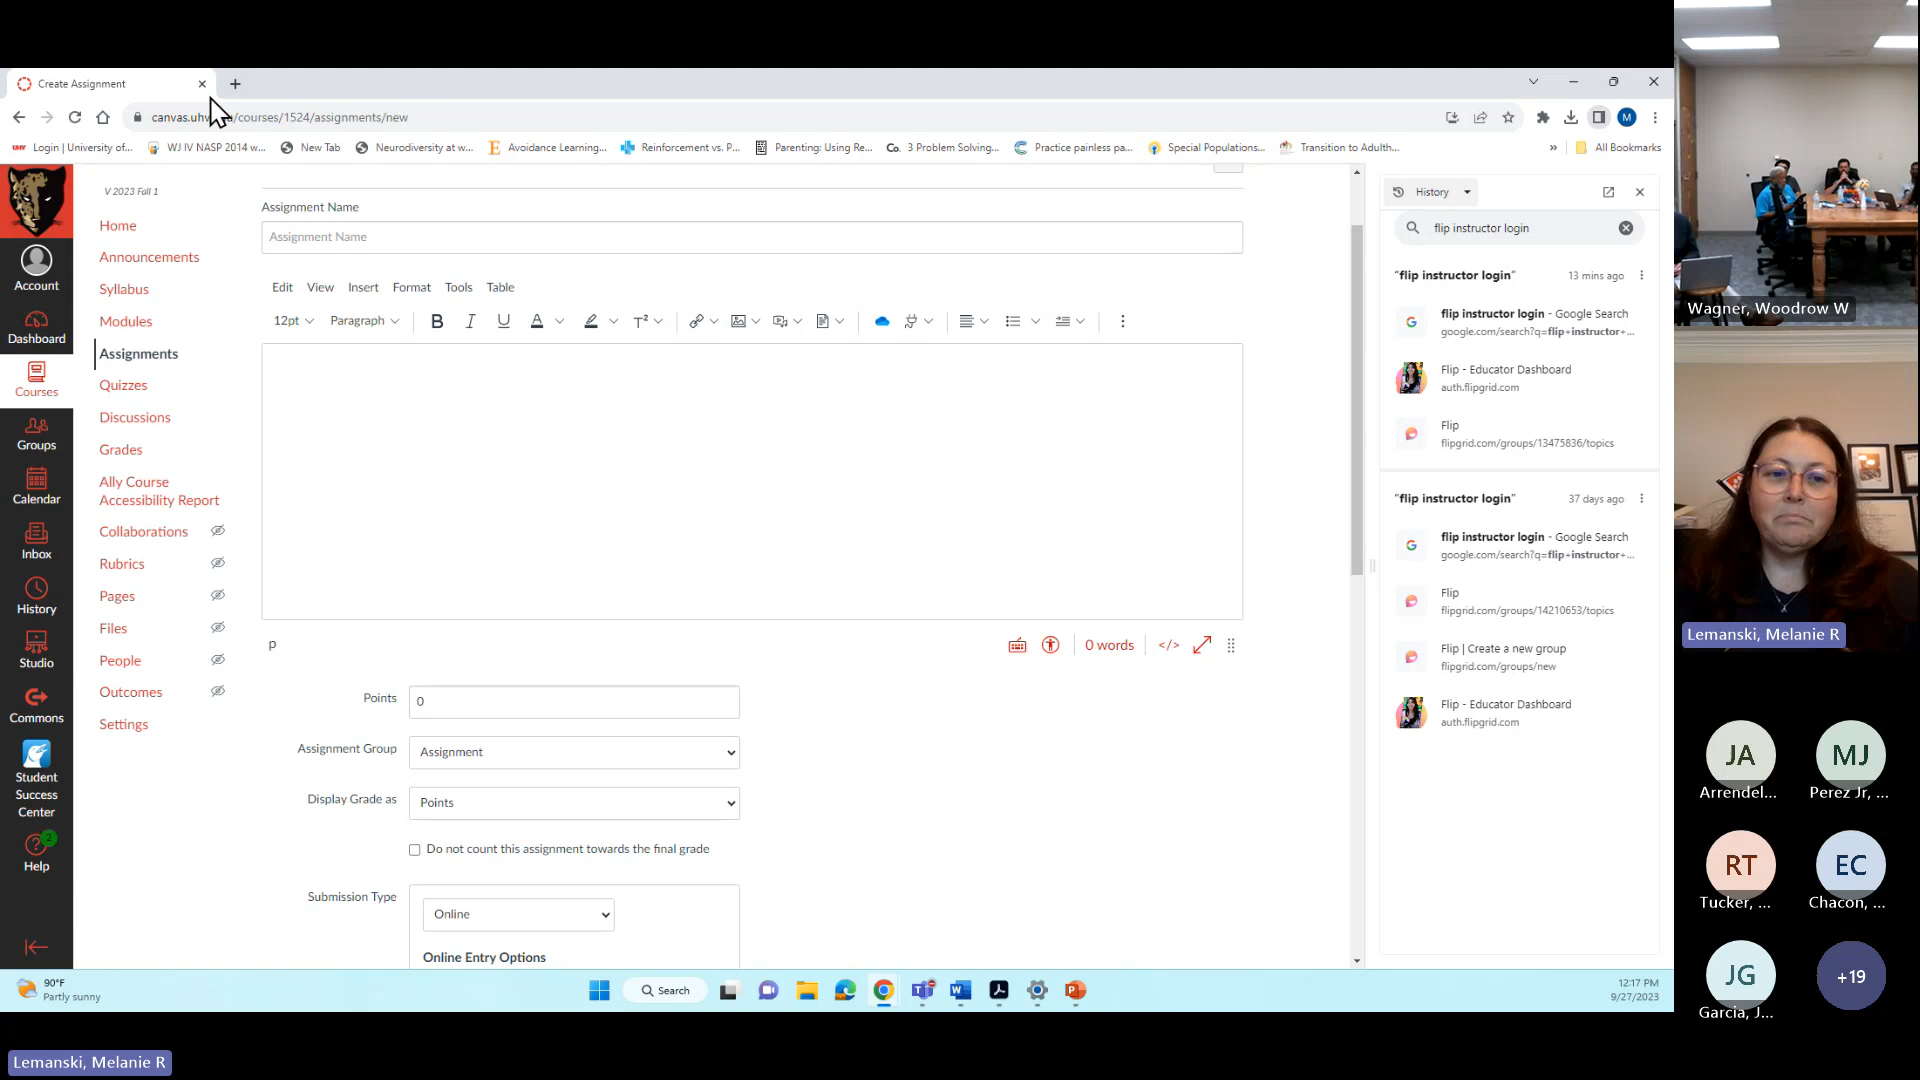 Create Assignment
canvas.uhv
/courses/1524/assignments/new
Login | University of...
WJ IV NASP 2014 w...
New Tab
Neurodiversity at w...
Avoidance Learning...
Reinforcement vs. P...
Parenting: Using Re...
3 Problem Solving...
Practice painless pa...
Special Populations...
Transition to Adulth...
»
All Bookmarks
V 2023 Fall 1
Home
Announcements
Syllabus
Modules
Assignments
Quizzes
Discussions
Grades
Ally Course
Accessibility Report
Collaborations
Rubrics
Pages
Files
People
Outcomes
Settings
Account
Dashboard
Courses
Groups
Calendar
Inbox
History
Studio
Commons
Student
Success
Center
2
Help
Assignment Name
Assignment Name
Edit View Insert Format Tools Table
12pt Paragraph B I U A T²
p
0 words </>
Points 0
Assignment Group Assignment
Display Grade as Points
Do not count this assignment towards the final grade
Submission Type
Online
Online Entry Options
History
flip instructor login
"flip instructor login" 13 mins ago
flip instructor login - Google Search
google.com/search?q=flip+instructor+...
Flip - Educator Dashboard
auth.flipgrid.com
Flip
flipgrid.com/groups/13475836/topics
"flip instructor login" 37 days ago
flip instructor login - Google Search
google.com/search?q=flip+instructor+...
Flip
flipgrid.com/groups/14210653/topics
Flip | Create a new group
flipgrid.com/groups/new
Flip - Educator Dashboard
auth.flipgrid.com
90°F
Partly sunny
Search
12:17 PM
9/27/2023
Wagner, Woodrow W
Lemanski, Melanie R
JA
Arrendel...
MJ
Perez Jr, ...
RT
Tucker, ...
EC
Chacon, ...
JG
Garcia, J...
+19
Lemanski, Melanie R